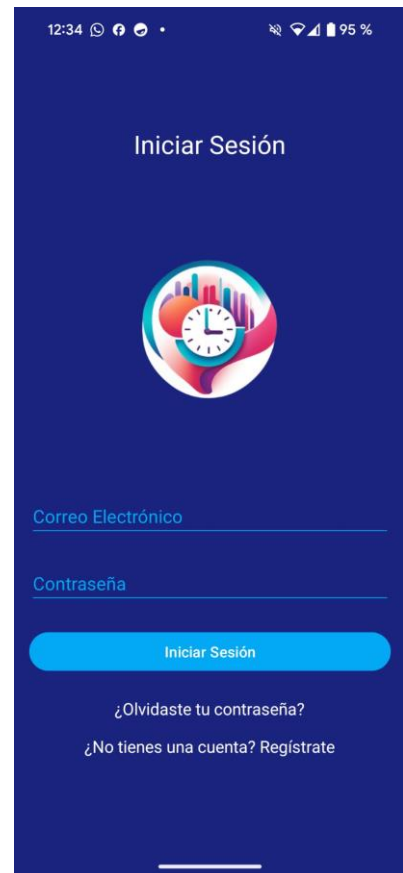 12:34
95 %
Iniciar Sesión
Correo Electrónico
Contraseña
Iniciar Sesión
¿Olvidaste tu contraseña?
¿No tienes una cuenta? Regístrate